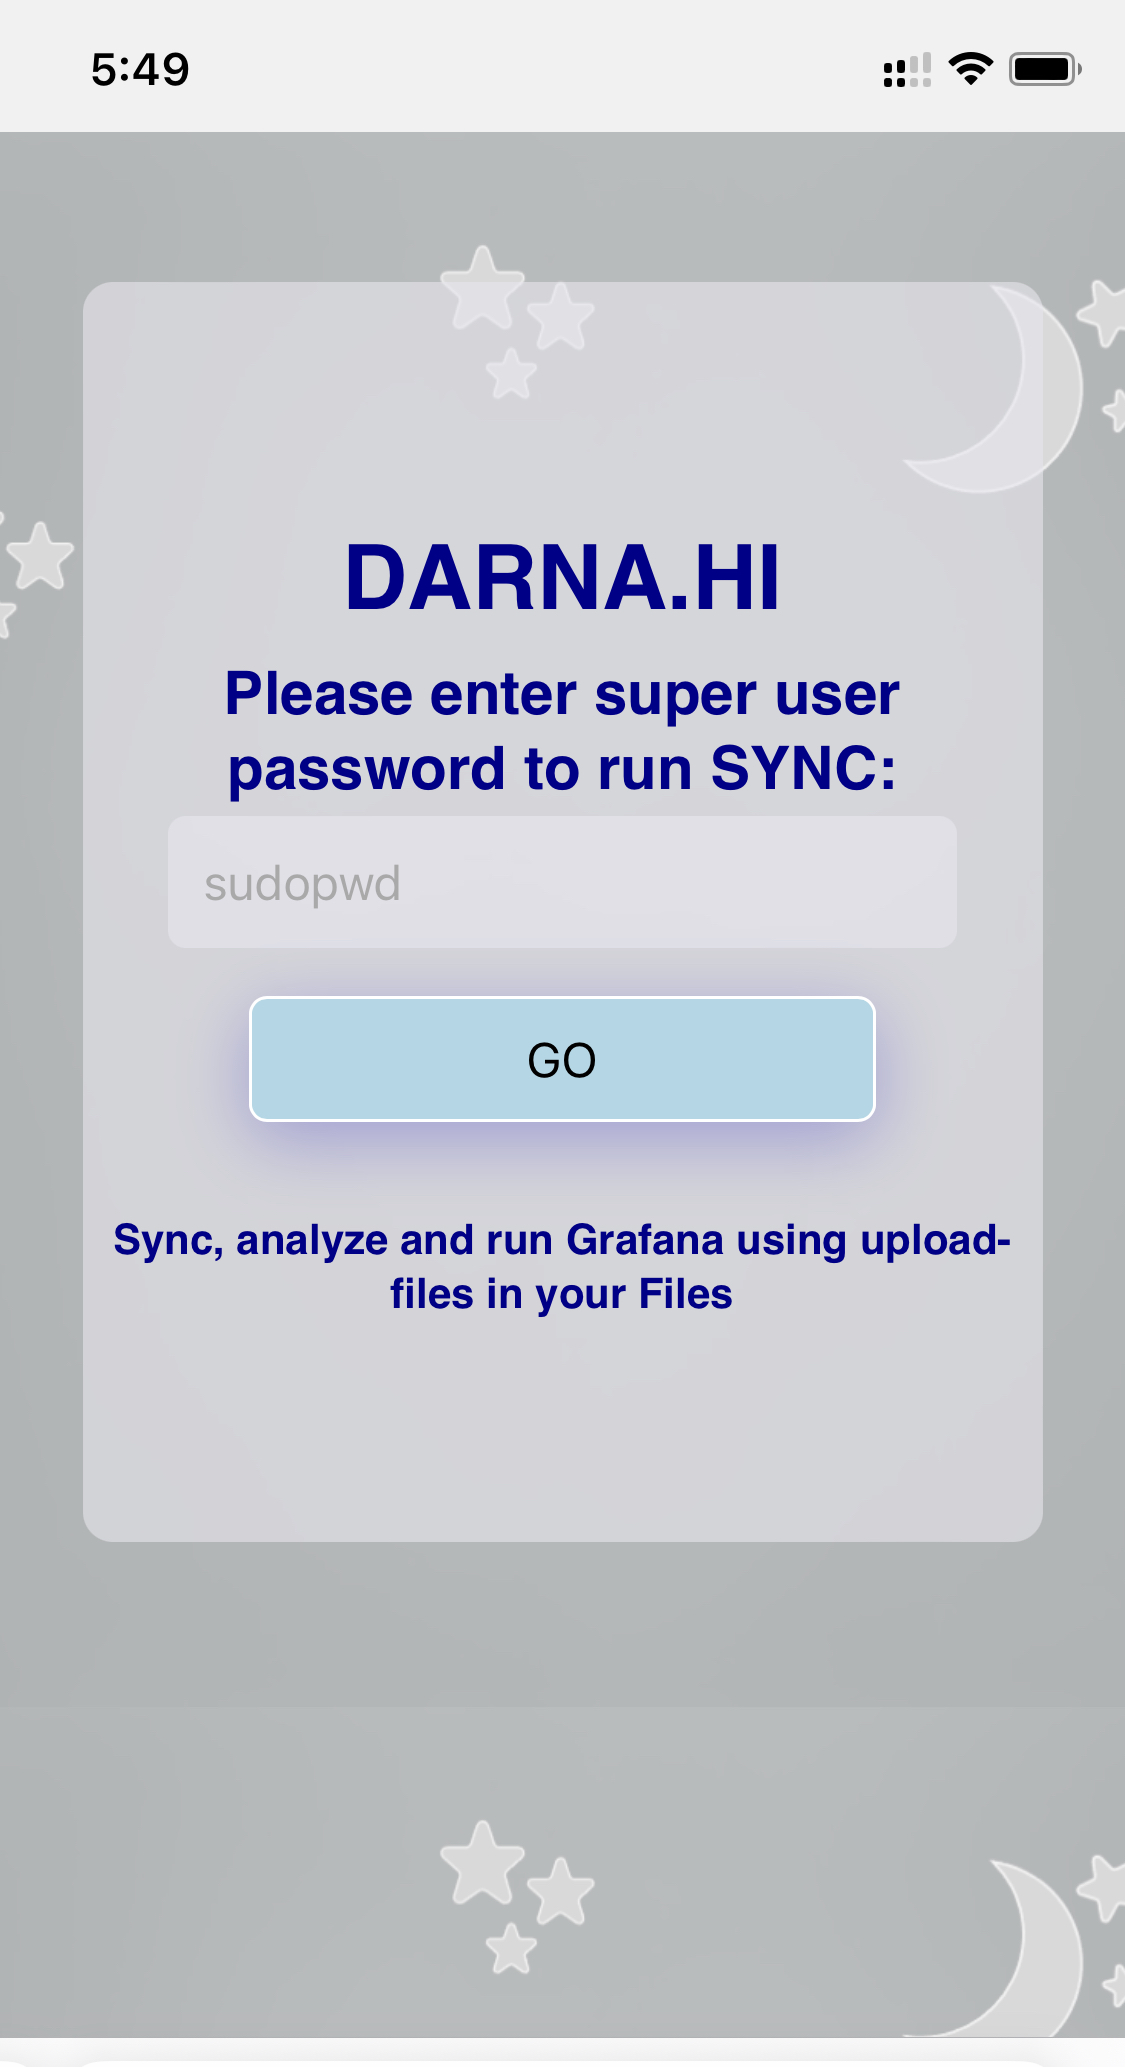 5:49
DARNA.HI
Please enter super user
password to run SYNC:
sudopwd
GO
Sync, analyze and run Grafana using upload-
files in your Files